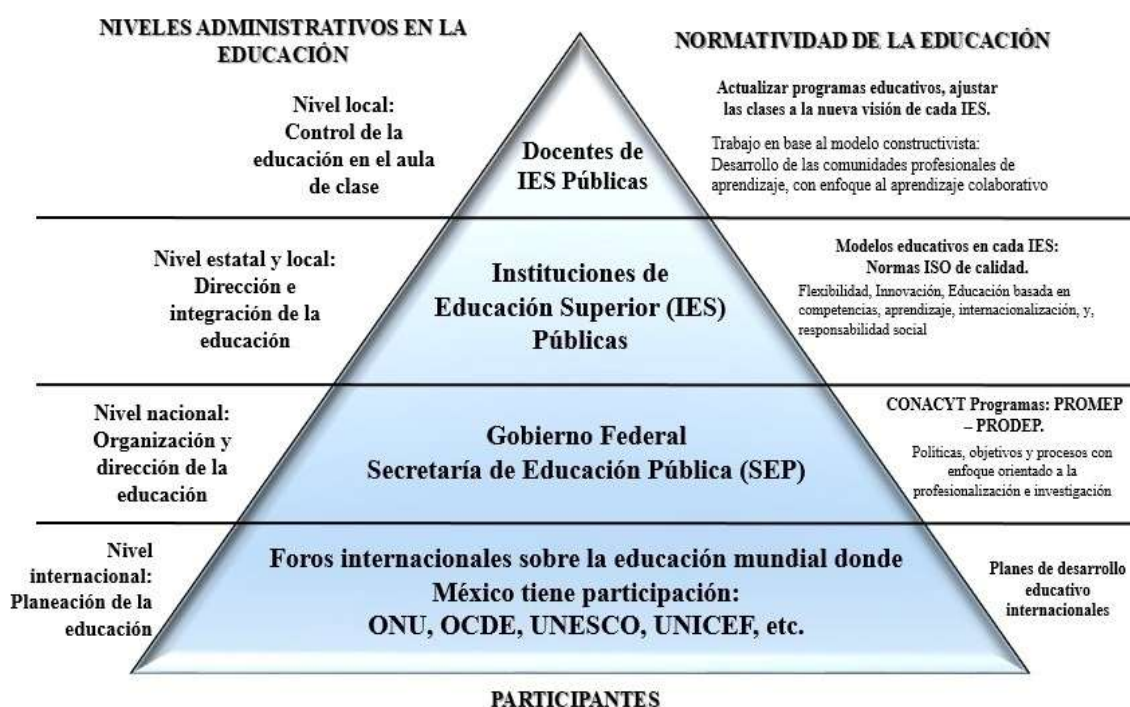 NIVELES ADMINISTRATIVOS EN LA
EDUCACIÓN
NORMATIVIDAD DE LA EDUCACIÓN
Nivel local:
Control de la
educación en el aula
de clase
Docentes de
IES Públicas
Actualizar programas educativos, ajustar
las clases a la nueva visión de cada IES.
Trabajo en base al modelo constructivista:
Desarrollo de las comunidades profesionales de
aprendizaje, con enfoque al aprendizaje colaborativo
Nivel estatal y local:
Dirección e
integración de la
educación
Instituciones de
Educación Superior (IES)
Públicas
Modelos educativos en cada IES:
Normas ISO de calidad.
Flexibilidad, Innovación, Educación basada en
competencias, aprendizaje, internacionalización, y,
responsabilidad social
Nivel nacional:
Organización y
dirección de la
educación
Gobierno Federal
Secretaría de Educación Pública (SEP)
CONACYT Programas: PROMEP
– PRODEP.
Políticas, objetivos y procesos con
enfoque orientado a la
profesionalización e investigación
Nivel
internacional:
Planeación de la
educación
Foros internacionales sobre la educación mundial donde
México tiene participación:
ONU, OCDE, UNESCO, UNICEF, etc.
Planes de desarrollo
educativo
internacionales
PARTICIPANTES